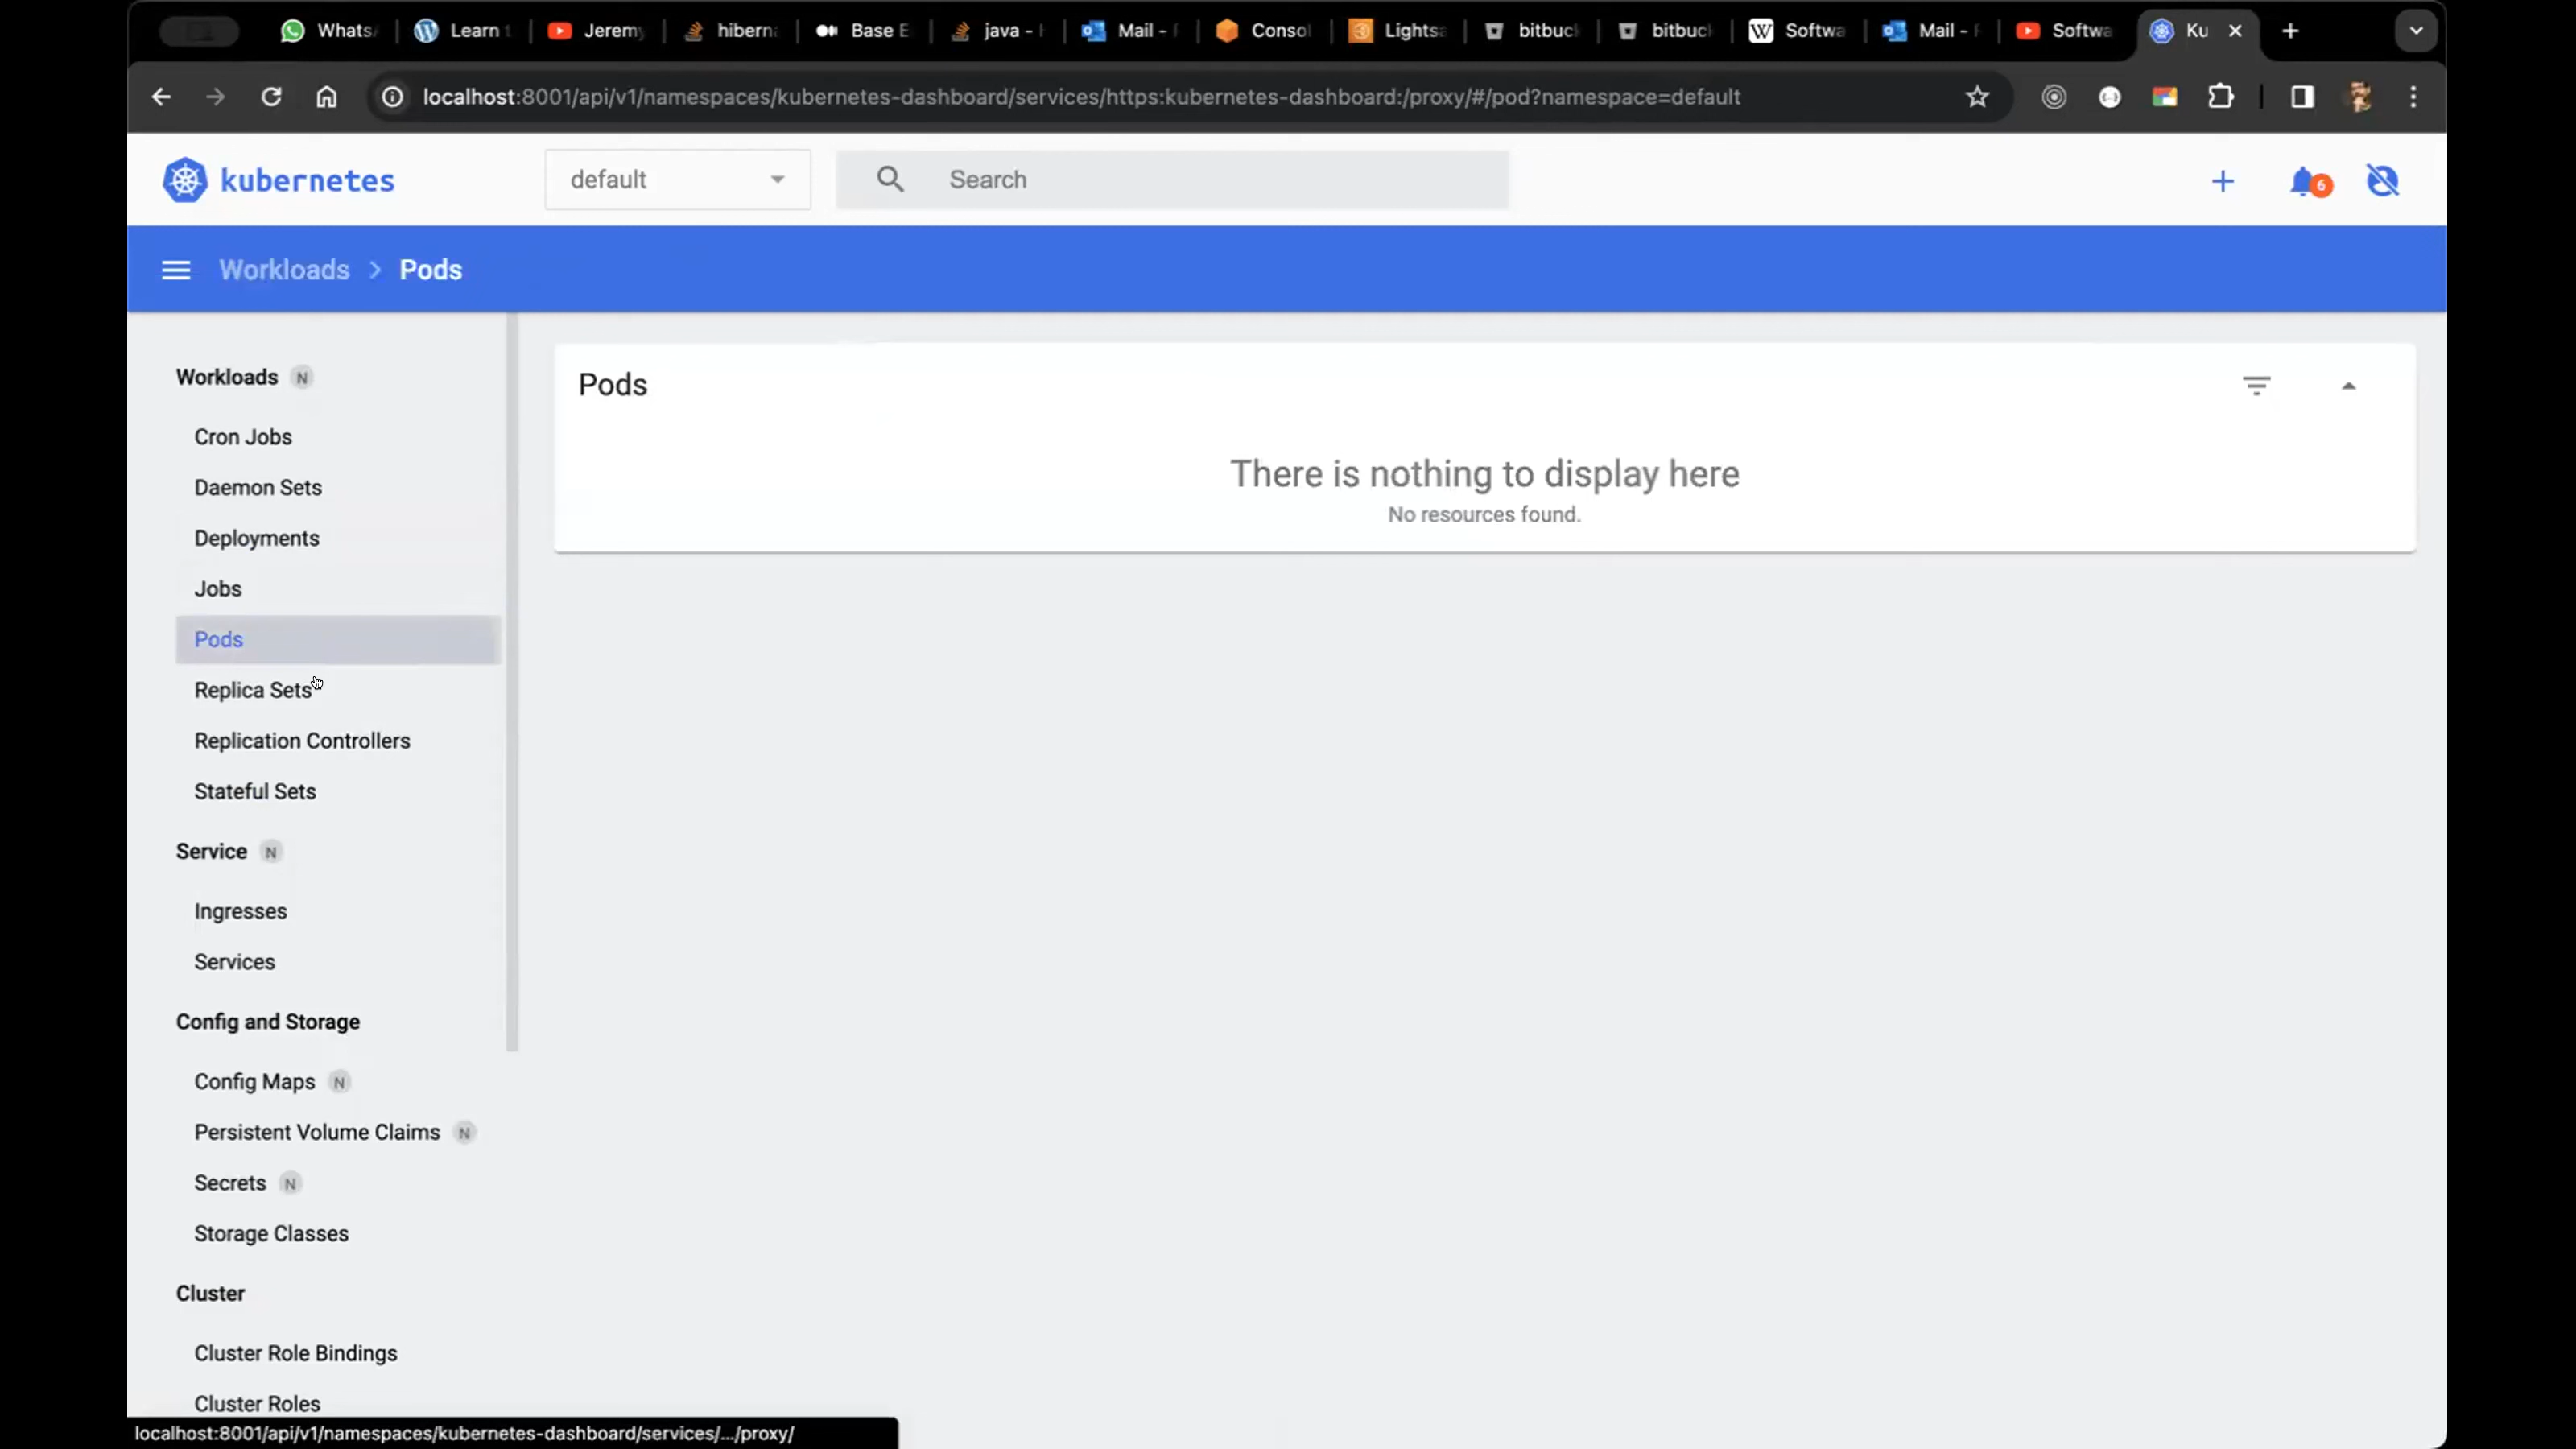 Whats
Learn
Jeremy
hibern
Base E
java -
Mail -
Consol
Lightsa
bitbuc
bitbuc
Softwa
Mail -
Softwa
Ku
localhost:8001/api/v1/namespaces/kubernetes-dashboard/services/https:kubernetes-dashboard:/proxy/#/pod?namespace=default
kubernetes
default
Search
6
Workloads > Pods
Workloads N
Cron Jobs
Daemon Sets
Deployments
Jobs
Pods
Replica Sets
Replication Controllers
Stateful Sets
Service N
Ingresses
Services
Config and Storage
Config Maps N
Persistent Volume Claims N
Secrets N
Storage Classes
Cluster
Cluster Role Bindings
Cluster Roles
Pods
There is nothing to display here
No resources found.
localhost:8001/api/v1/namespaces/kubernetes-dashboard/services/.../proxy/